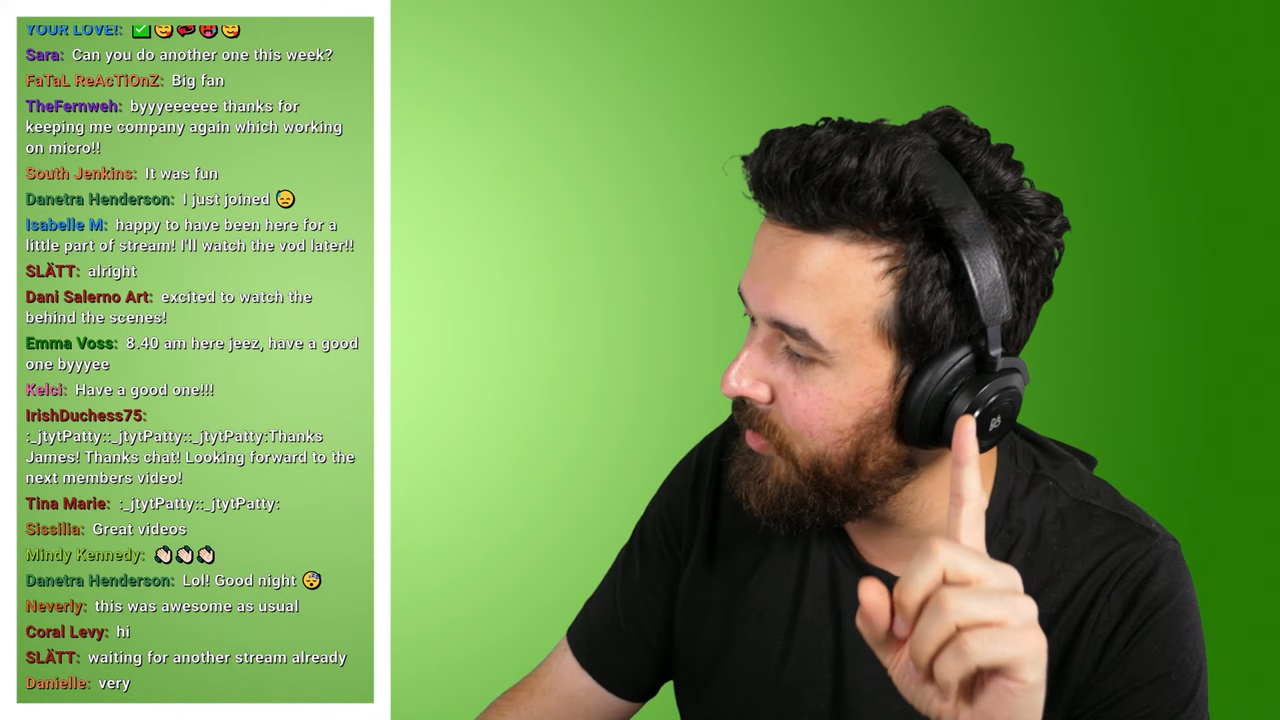 YOUR LOVE!: ✅
Sara: Can you do another one this week?
FaTaL ReAcTiOnZ: Big fan
TheFernweh: byyyeeeeee thanks for
keeping me company again which working
on micro!!
South Jenkins: It was fun
Danetra Henderson: I just joined 😓
Isabelle M: happy to have been here for a
little part of stream! I'll watch the vod later!!
SLÄTT: alright
Dani Salerno Art: excited to watch the
behind the scenes!
Emma Voss: 8.40 am here jeez, have a good
one byyyee
Kelci: Have a good one!!!
IrishDuchess75:
:_jtytPatty::_jtytPatty::_jtytPatty:Thanks
James! Thanks chat! Looking forward to the
next members video!
Tina Marie: :_jtytPatty::_jtytPatty:
Sissilia: Great videos
Mindy Kennedy: 👏🏻👏🏻👏🏻
Danetra Henderson: Lol! Good night 😴
Neverly: this was awesome as usual
Coral Levy: hi
SLÄTT: waiting for another stream already
Danielle: very